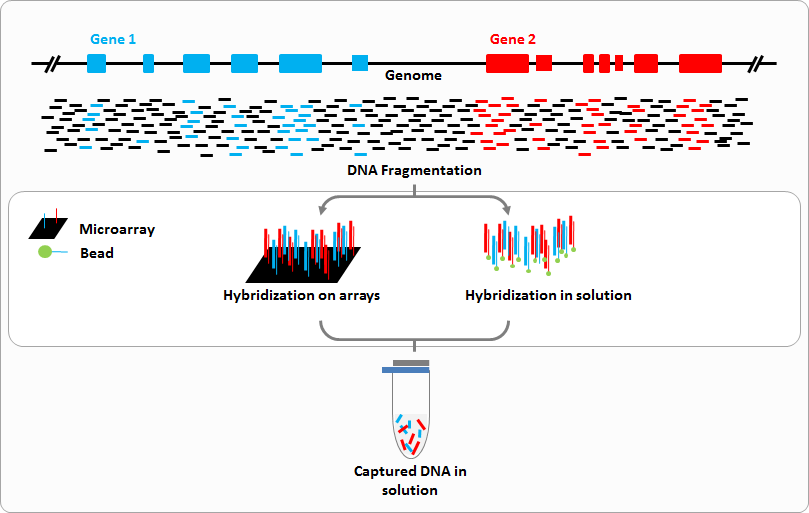 Gene 1
Gene 2
Genome
DNA Fragmentation
Microarray
Bead
Hybridization on arrays
Hybridization in solution
Captured DNA in
solution